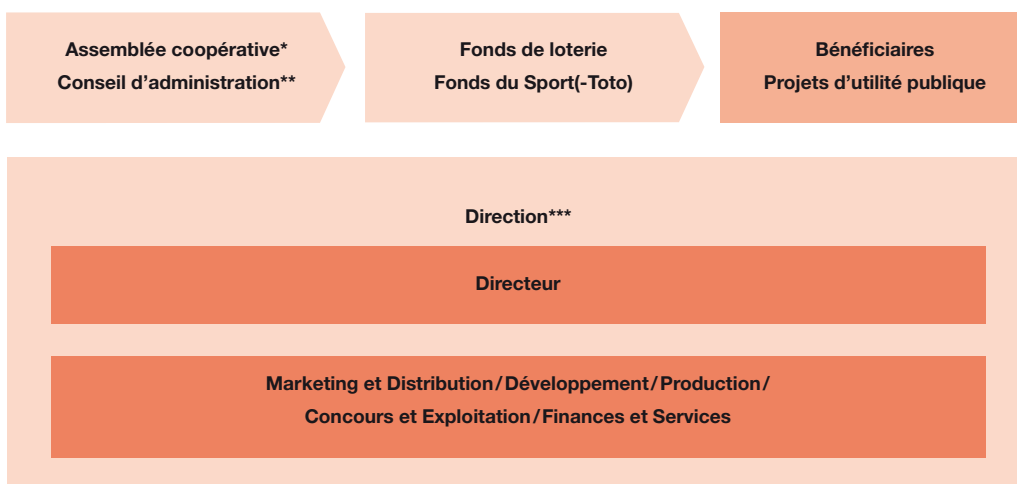 Assemblée coopérative*
Conseil d'administration**
Fonds de loterie
Fonds du Sport(-Toto)
Bénéficiaires
Projets d'utilité publique
Direction***
Directeur
Marketing et Distribution/Développement/Production/
Concours et Exploitation/Finances et Services